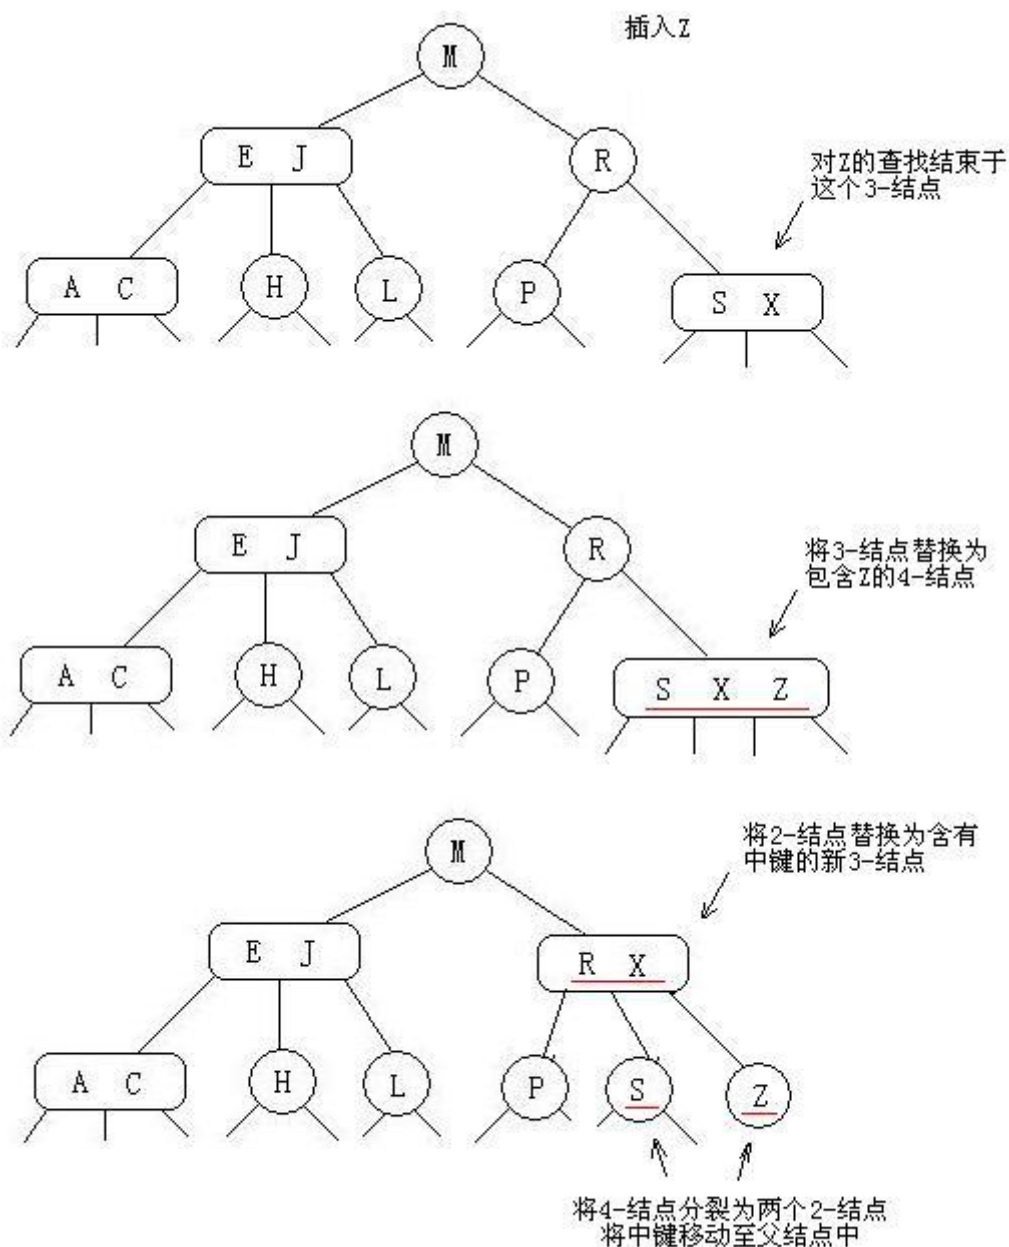 插入Z
M
E J
R
对Z的查找结束于
这个3-结点
A C
H
L
P
S X
M
E J
R
将3-结点替换为
包含Z的4-结点
A C
H
L
P
S X Z
将2-结点替换为含有
中键的新3-结点
M
E J
R X
A C
H
L
P
S
Z
将4-结点分裂为两个2-结点
将中键移动至父结点中